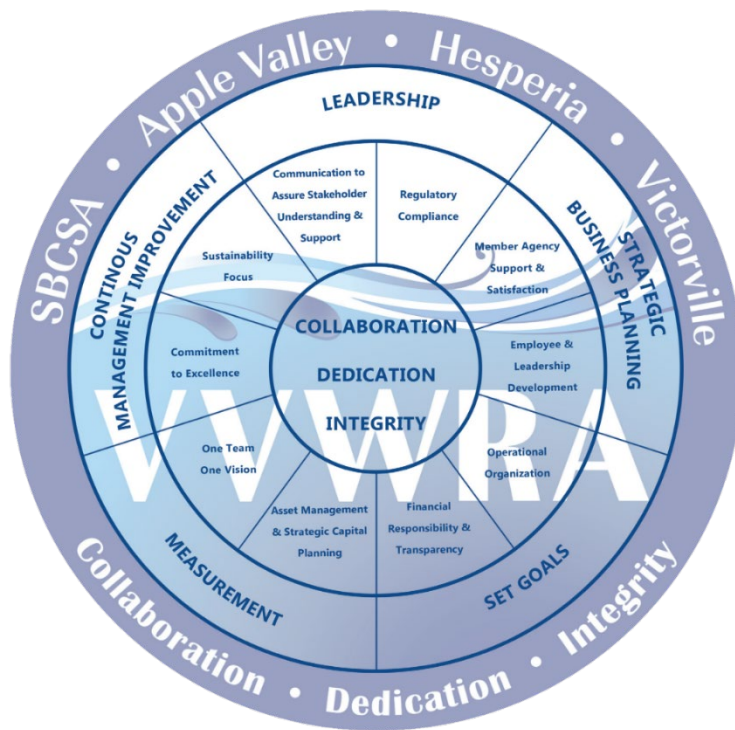 SBCSA • Apple Valley • Hesperia • Victorville
LEADERSHIP
STRATEGIC
BUSINESS PLANNING
SET GOALS
MEASUREMENT
CONTINOUS
MANAGEMENT IMPROVEMENT
Communication to
Assure Stakeholder
Understanding &
Support
Regulatory
Compliance
Member Agency
Support &
Satisfaction
Employee &
Leadership
Development
Operational
Organization
Financial
Responsibility &
Transparency
Asset Management
& Strategic Capital
Planning
One Team
One Vision
Commitment
to Excellence
Sustainability
Focus
COLLABORATION
DEDICATION
INTEGRITY
VVWRA
Collaboration • Dedication • Integrity